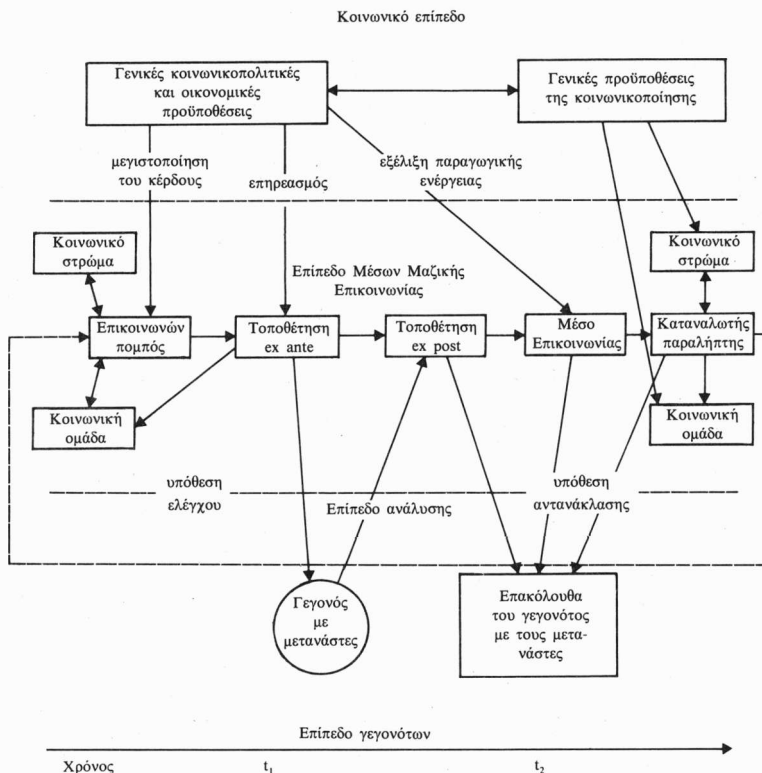 Κοινωνικό επίπεδο
Γενικές κοινωνικοπολιτικές
και οικονομικές
προϋποθέσεις
Γενικές προϋποθέσεις
της κοινωνικοποίησης
μεγιστοποίηση
του κέρδους
επηρεασμός
εξέλιξη παραγωγικής
ενέργειας
Κοινωνικό
στρώμα
Κοινωνικό
στρώμα
Επίπεδο Μέσων Μαζικής
Επικοινωνίας
Επικοινωνών
πομπός
Τοποθέτηση
ex ante
Τοποθέτηση
ex post
Μέσο
Επικοινωνίας
Καταναλωτής
παραλήπτης
Κοινωνική
ομάδα
Κοινωνική
ομάδα
υπόθεση
ελέγχου
Επίπεδο ανάλυσης
υπόθεση
αντανάκλασης
Γεγονός
με
μετανάστες
Επακόλουθα
του γεγονότος
με τους μετα-
νάστες
Επίπεδο γεγονότων
Χρόνος t₁ t₂